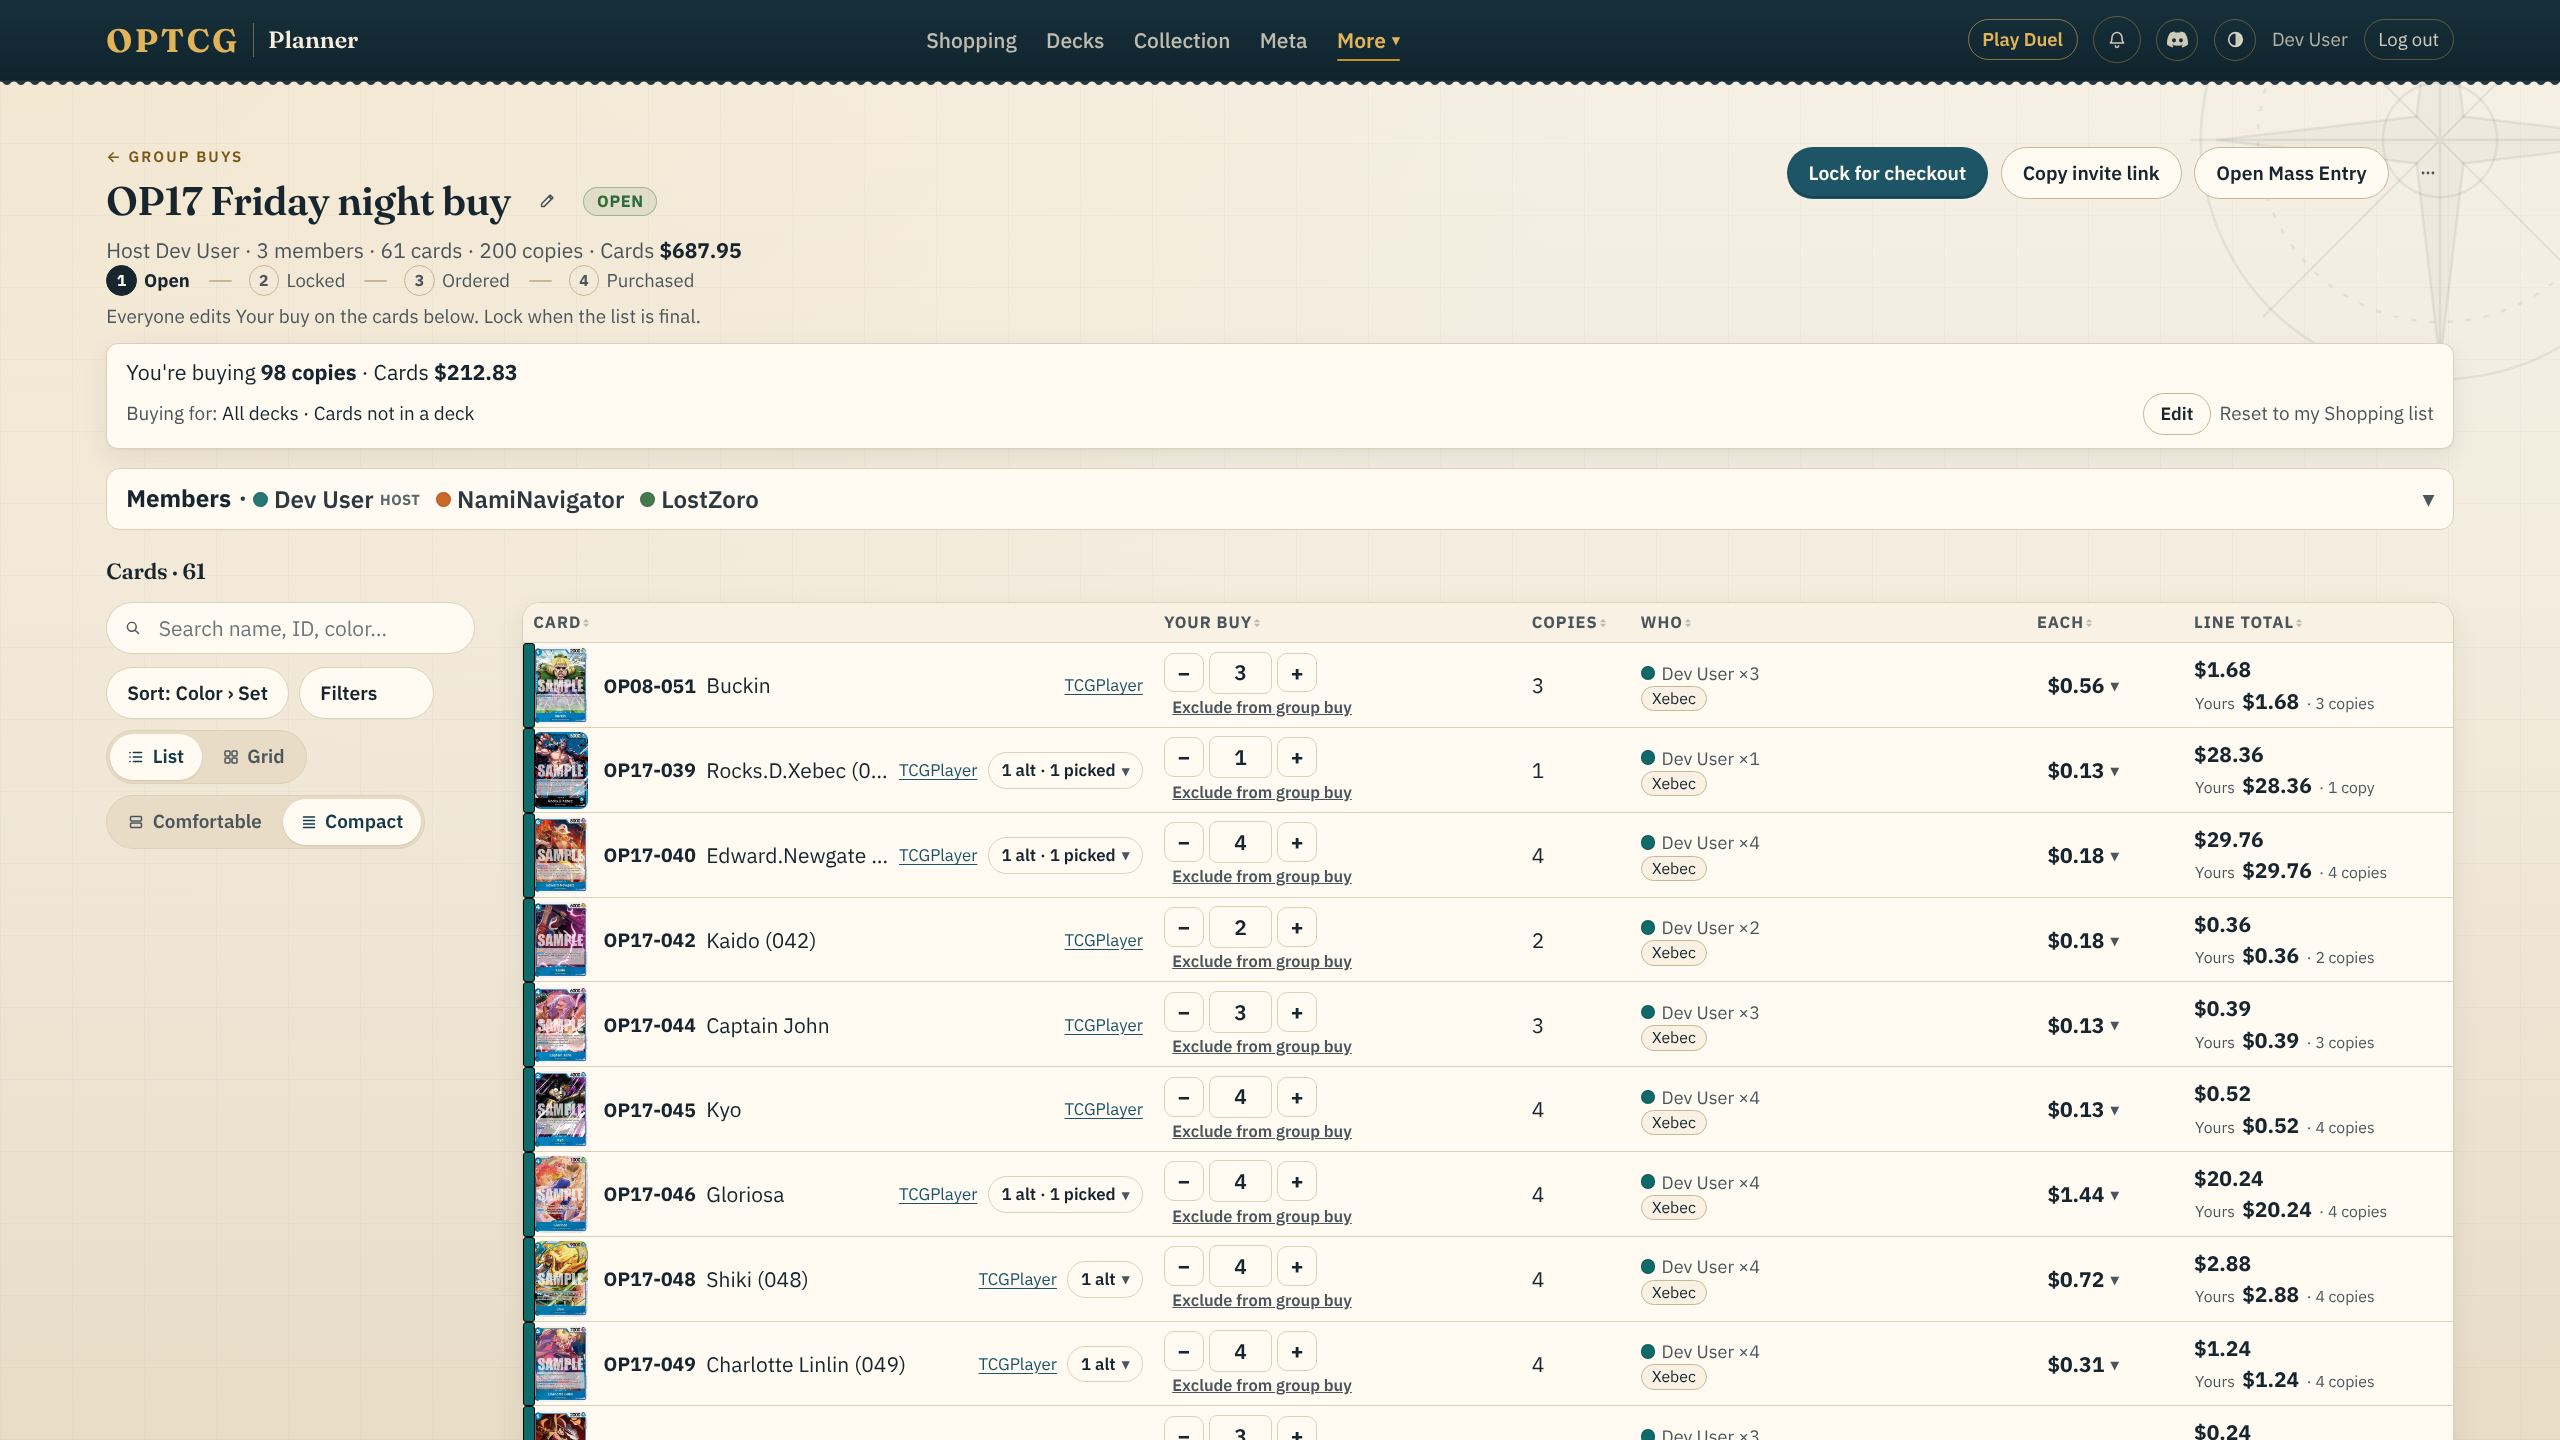 OPTCG Planner Shopping Decks Collection Meta More ▾ Play Duel Dev User Log out
← GROUP BUYS
OP17 Friday night buy OPEN
Lock for checkout Copy invite link Open Mass Entry ...
Host Dev User · 3 members · 61 cards · 200 copies · Cards $687.95
1 Open — 2 Locked — 3 Ordered — 4 Purchased
Everyone edits Your buy on the cards below. Lock when the list is final.
You're buying 98 copies · Cards $212.83
Buying for: All decks · Cards not in a deck Edit Reset to my Shopping list
Members · Dev User HOST NamiNavigator LostZoro ▼
Cards · 61
Search name, ID, color...
Sort: Color › Set Filters
List Grid
Comfortable Compact
CARD YOUR BUY COPIES WHO EACH LINE TOTAL
SAMPLE OP08-051 Buckin TCGPlayer − 3 + 3 Dev User ×3 $0.56 ▾ $1.68
Exclude from group buy Xebec Yours $1.68 · 3 copies
SAMPLE OP17-039 Rocks.D.Xebec (0... TCGPlayer 1 alt · 1 picked ▾ − 1 + 1 Dev User ×1 $0.13 ▾ $28.36
Exclude from group buy Xebec Yours $28.36 · 1 copy
SAMPLE OP17-040 Edward.Newgate ... TCGPlayer 1 alt · 1 picked ▾ − 4 + 4 Dev User ×4 $0.18 ▾ $29.76
Exclude from group buy Xebec Yours $29.76 · 4 copies
SAMPLE OP17-042 Kaido (042) TCGPlayer − 2 + 2 Dev User ×2 $0.18 ▾ $0.36
Exclude from group buy Xebec Yours $0.36 · 2 copies
SAMPLE OP17-044 Captain John TCGPlayer − 3 + 3 Dev User ×3 $0.13 ▾ $0.39
Exclude from group buy Xebec Yours $0.39 · 3 copies
SAMPLE OP17-045 Kyo TCGPlayer − 4 + 4 Dev User ×4 $0.13 ▾ $0.52
Exclude from group buy Xebec Yours $0.52 · 4 copies
SAMPLE OP17-046 Gloriosa TCGPlayer 1 alt · 1 picked ▾ − 4 + 4 Dev User ×4 $1.44 ▾ $20.24
Exclude from group buy Xebec Yours $20.24 · 4 copies
SAMPLE OP17-048 Shiki (048) TCGPlayer 1 alt ▾ − 4 + 4 Dev User ×4 $0.72 ▾ $2.88
Exclude from group buy Xebec Yours $2.88 · 4 copies
SAMPLE OP17-049 Charlotte Linlin (049) TCGPlayer 1 alt ▾ − 4 + 4 Dev User ×4 $0.31 ▾ $1.24
Exclude from group buy Xebec Yours $1.24 · 4 copies
− 3 + Dev User ×3 $0.24